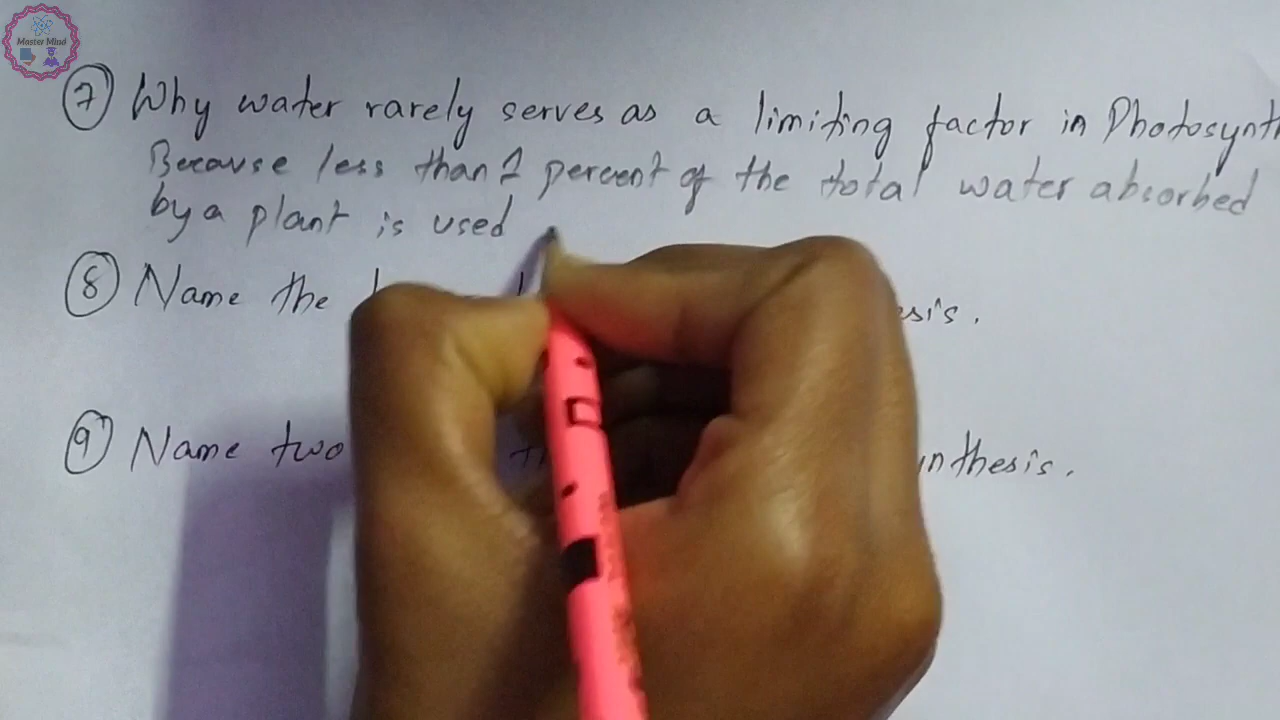 Master Mind
7 Why water rarely serves as a limiting factor in Photosynth
Because less than 1 percent of the total water absorbed
by a plant is used
8 Name the esis.
9 Name two nthesis.